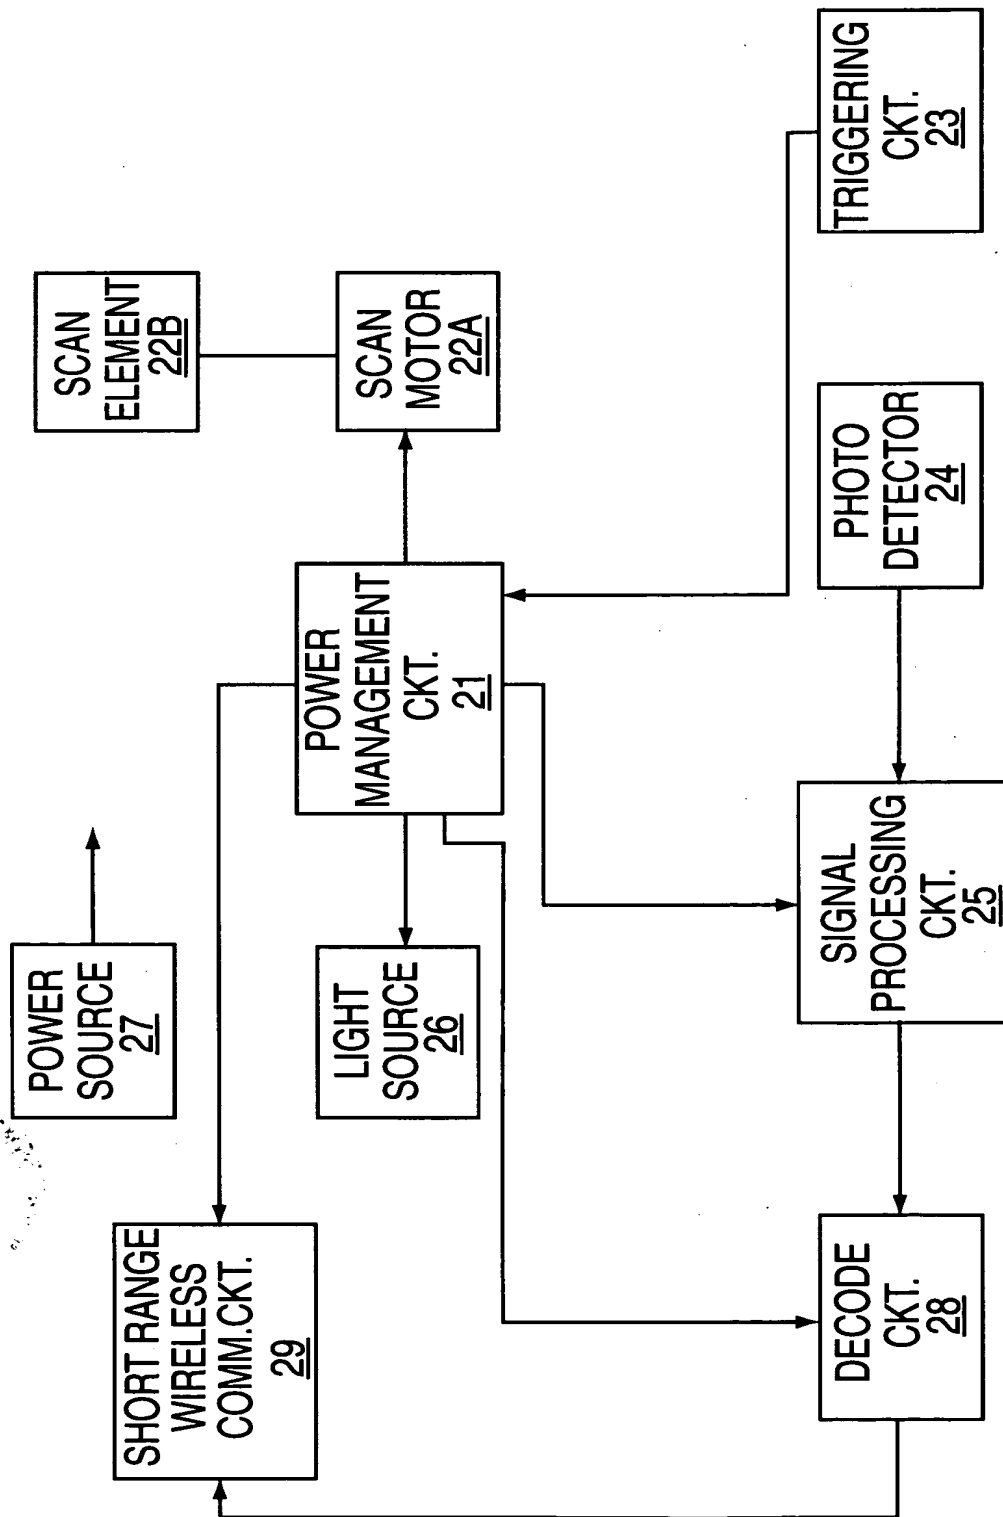 SHORT RANGE
WIRELESS
COMM.CKT.
29
POWER
SOURCE
27
SCAN
ELEMENT
22B
LIGHT
SOURCE
26
POWER
MANAGEMENT
CKT.
21
SCAN
MOTOR
22A
DECODE
CKT.
28
SIGNAL
PROCESSING
CKT.
25
PHOTO
DETECTOR
24
TRIGGERING
CKT.
23